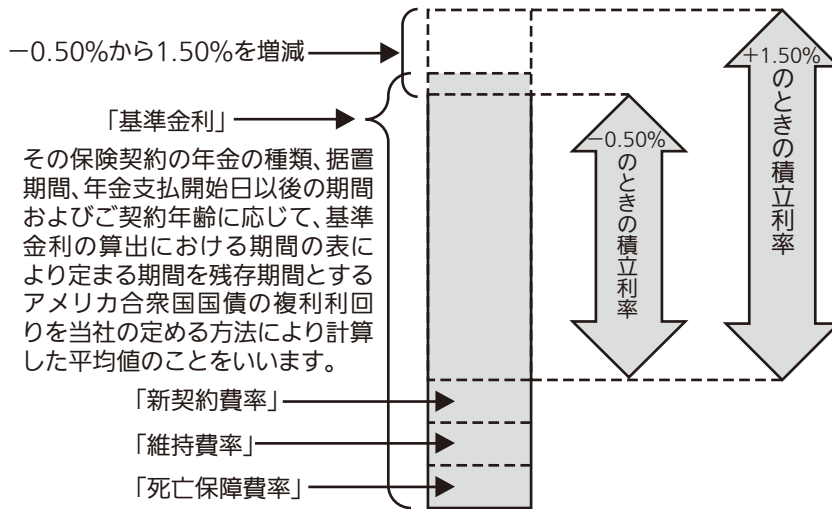 −0.50%から1.50%を増減
「基準金利」
その保険契約の年金の種類、据置
期間、年金支払開始日以後の期間
およびご契約年齢に応じて、基準
金利の算出における期間の表に
より定まる期間を残存期間とする
アメリカ合衆国国債の複利利回
りを当社の定める方法により計算
した平均値のことをいいます。
「新契約費率」
「維持費率」
「死亡保障費率」
−0.50%
のときの積立利率
+1.50%
のときの積立利率